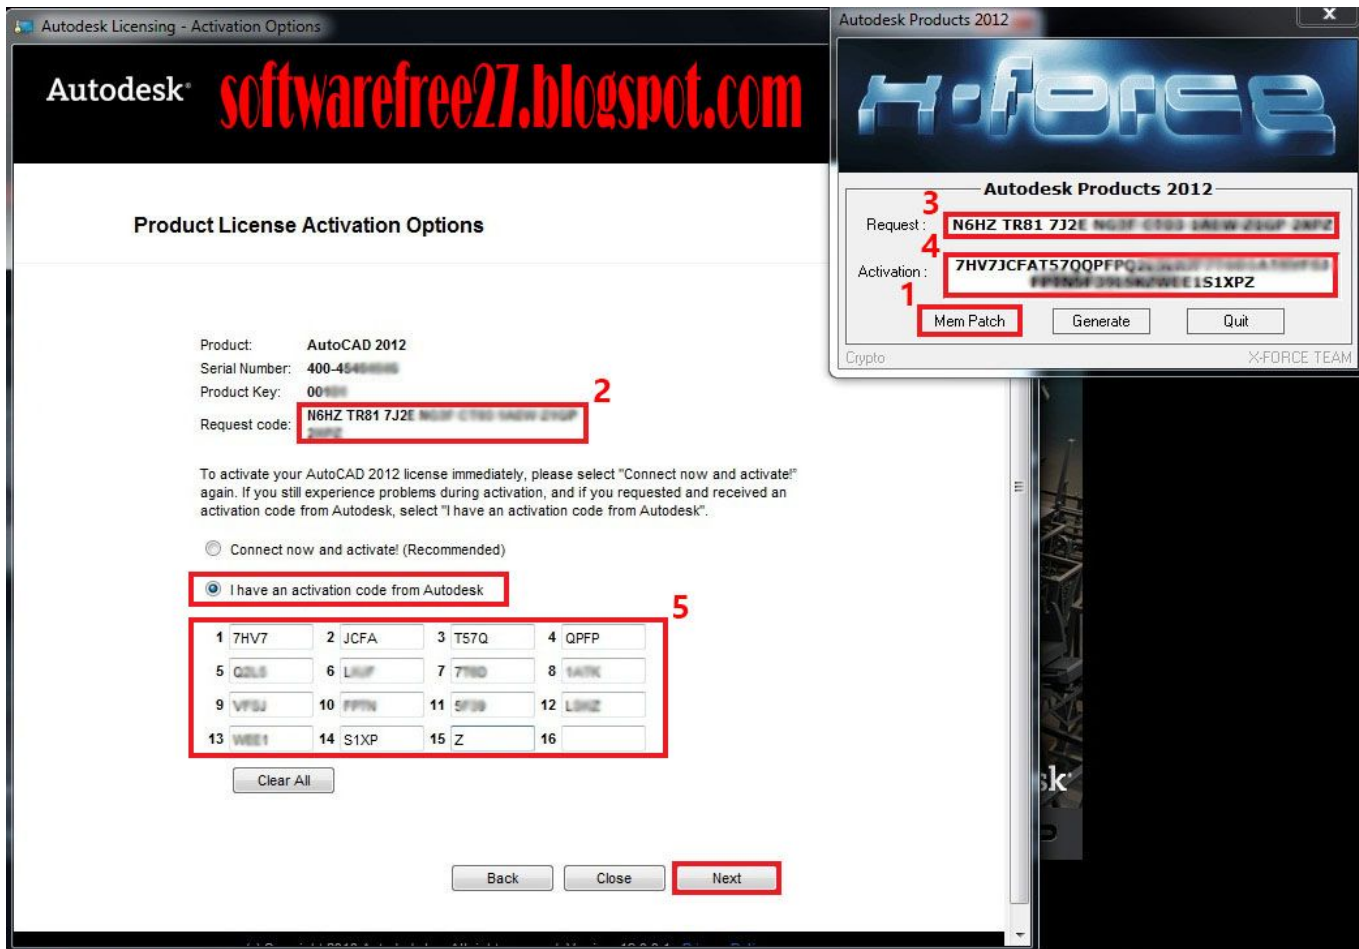 Autodesk Licensing - Activation Options
Autodesk
softwarefree27.blogspot.com
Product License Activation Options
Product: AutoCAD 2012
Serial Number: 400-45
Product Key: 00
2
Request code: N6HZ TR81 7J2E
To activate your AutoCAD 2012 license immediately, please select "Connect now and activate!"
again. If you still experience problems during activation, and if you requested and received an
activation code from Autodesk, select "I have an activation code from Autodesk".
Connect now and activate! (Recommended)
I have an activation code from Autodesk
5
1 7HV7 2 JCFA 3 T57Q 4 QPFP
5 6 7 8
9 10 11 12
13 14 S1XP 15 Z 16
Clear All
Back Close Next
Autodesk Products 2012
X
X-Force
Autodesk Products 2012
3
Request : N6HZ TR81 7J2E
4
Activation : 7HV7JCFAT57QQPFP
S1XPZ
1
Mem Patch Generate Quit
Crypto X-FORCE TEAM
sk